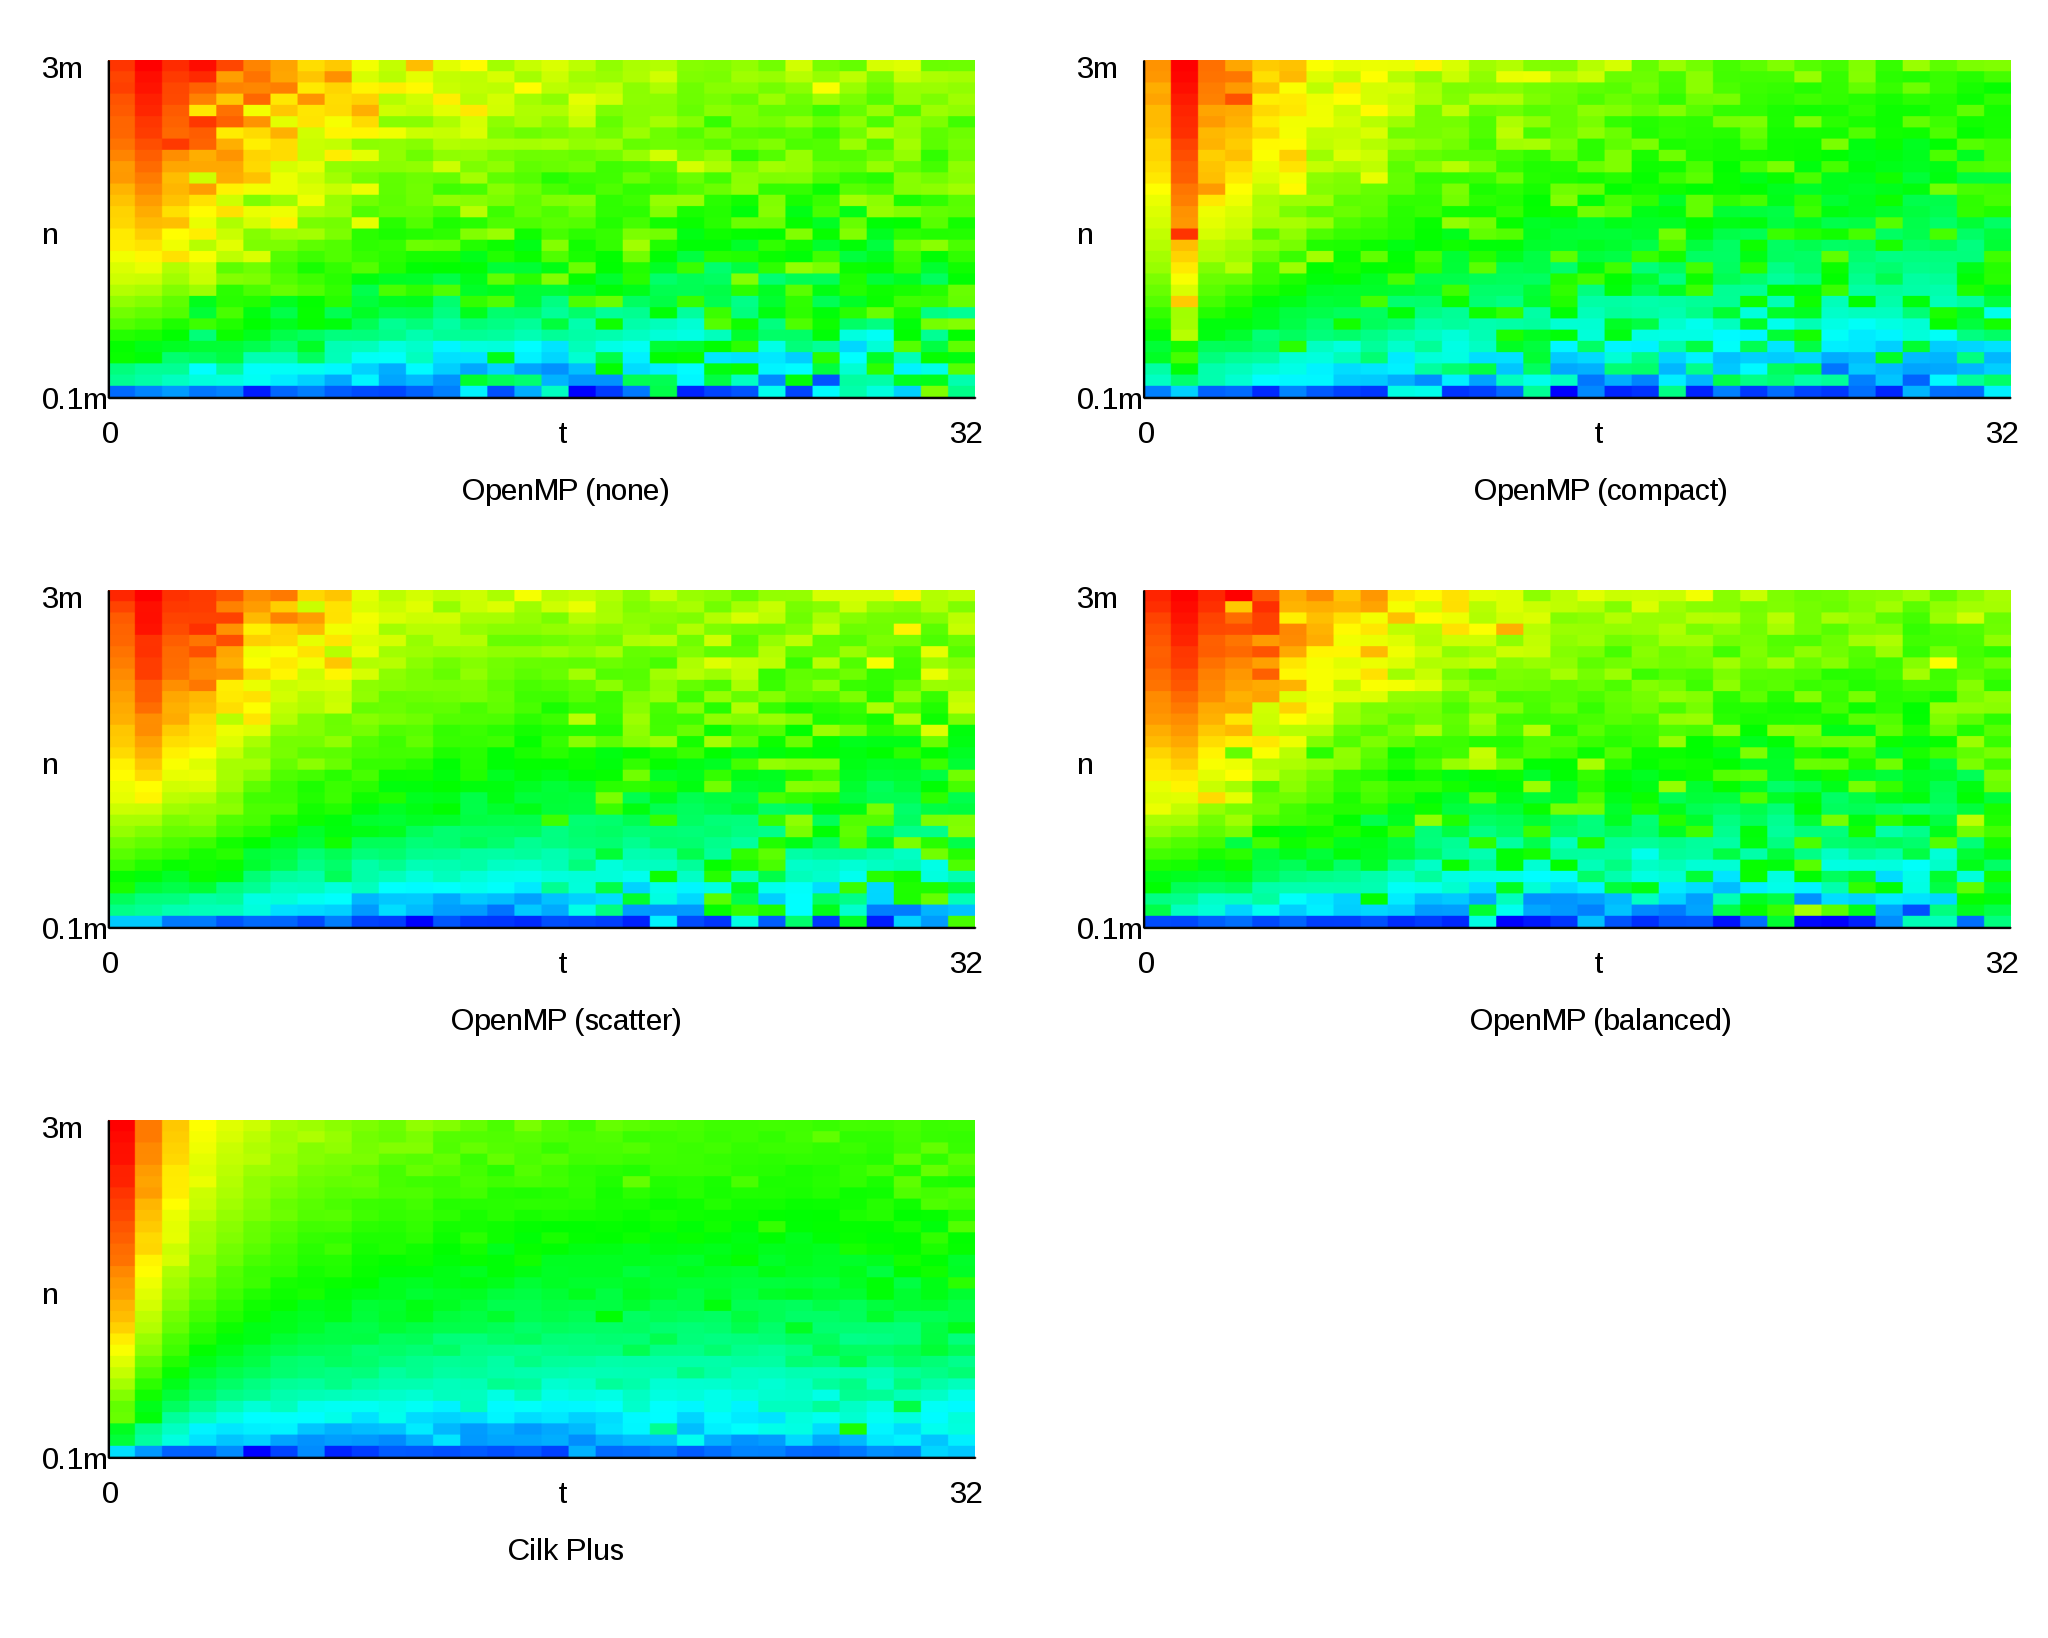 3m
n
0.1m
0 t 32
OpenMP (none)
3m
n
0.1m
0 t 32
OpenMP (compact)
3m
n
0.1m
0 t 32
OpenMP (scatter)
3m
n
0.1m
0 t 32
OpenMP (balanced)
3m
n
0.1m
0 t 32
Cilk Plus